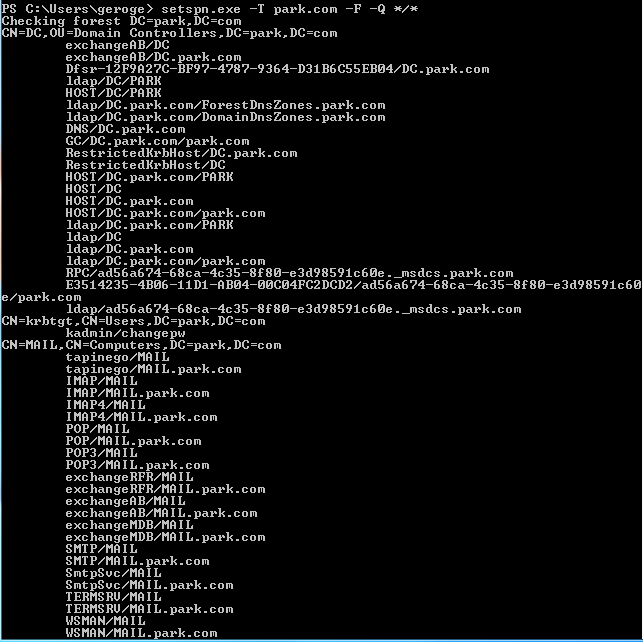 PS C:\Users\geroge> setspn.exe -T park.com -F -Q */*
Checking forest DC=park,DC=com
CN=DC,OU=Domain Controllers,DC=park,DC=com
exchangeAB/DC
exchangeAB/DC.park.com
Dfsr-12F9A27C-BF97-4787-9364-D31B6C55EB04/DC.park.com
ldap/DC/PARK
HOST/DC/PARK
ldap/DC.park.com/ForestDnsZones.park.com
ldap/DC.park.com/DomainDnsZones.park.com
DNS/DC.park.com
GC/DC.park.com/park.com
RestrictedKrbHost/DC.park.com
RestrictedKrbHost/DC
HOST/DC.park.com/PARK
HOST/DC
HOST/DC.park.com
HOST/DC.park.com/park.com
ldap/DC.park.com/PARK
ldap/DC
ldap/DC.park.com
ldap/DC.park.com/park.com
RPC/ad56a674-68ca-4c35-8f80-e3d98591c60e._msdcs.park.com
E3514235-4B06-11D1-AB04-00C04FC2DCD2/ad56a674-68ca-4c35-8f80-e3d98591c60
e/park.com
ldap/ad56a674-68ca-4c35-8f80-e3d98591c60e._msdcs.park.com
CN=krbtgt,CN=Users,DC=park,DC=com
kadmin/changepw
CN=MAIL,CN=Computers,DC=park,DC=com
tapinego/MAIL
tapinego/MAIL.park.com
IMAP/MAIL
IMAP/MAIL.park.com
IMAP4/MAIL
IMAP4/MAIL.park.com
POP/MAIL
POP/MAIL.park.com
POP3/MAIL
POP3/MAIL.park.com
exchangeRFR/MAIL
exchangeRFR/MAIL.park.com
exchangeAB/MAIL
exchangeAB/MAIL.park.com
exchangeMDB/MAIL
exchangeMDB/MAIL.park.com
SMTP/MAIL
SMTP/MAIL.park.com
SmtpSvc/MAIL
SmtpSvc/MAIL.park.com
TERMSRV/MAIL
TERMSRV/MAIL.park.com
WSMAN/MAIL
WSMAN/MAIL.park.com